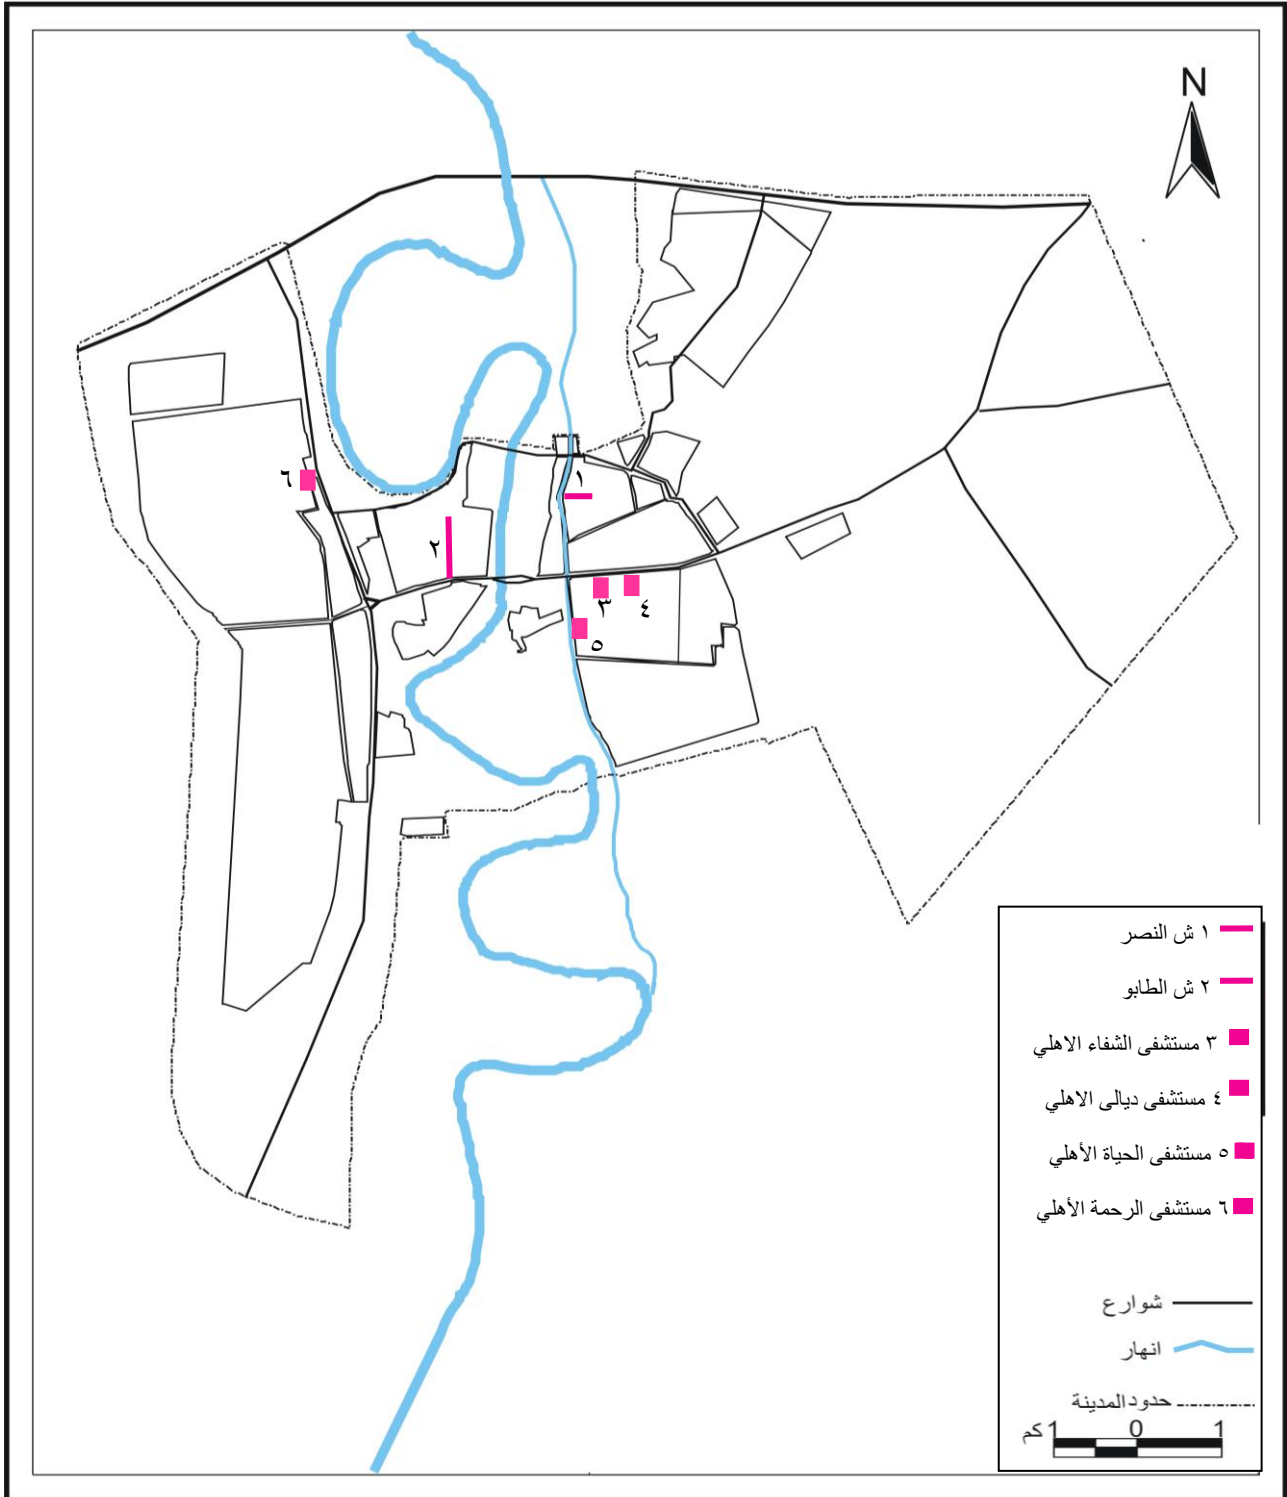 N
١
٦
٢
٣
٤
٥
١ ش النصر
٢ ش الطابو
٣ مستشفى الشفاء الاهلي
٤ مستشفى ديالى الاهلي
٥ مستشفى الحياة الأهلي
٦ مستشفى الرحمة الأهلي
شوارع
انهار
حدود المدينة
1 0 1 كم